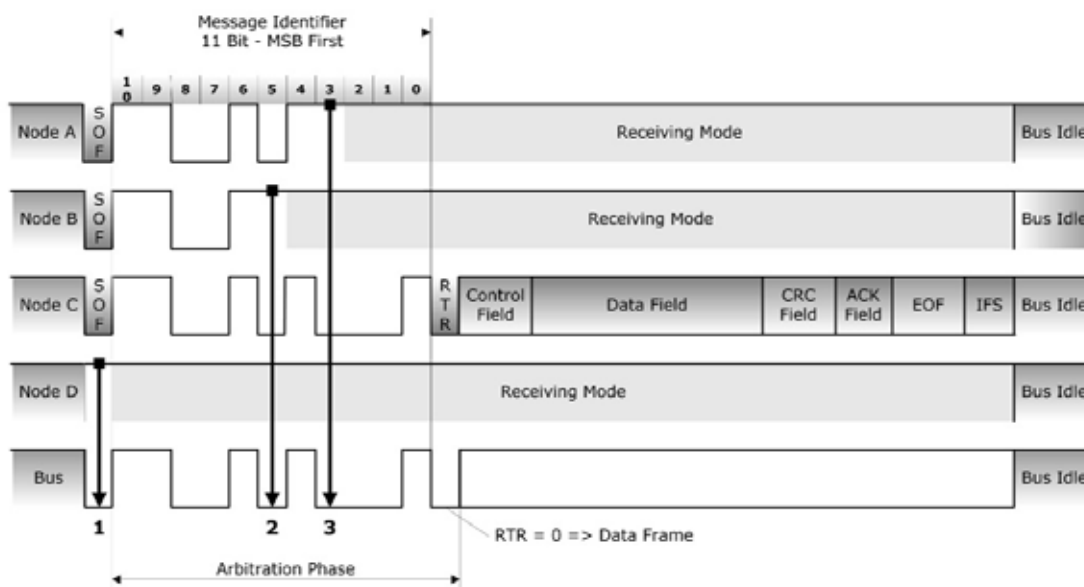 Message Identifier
11 Bit - MSB First
10 9 8 7 6 5 4 3 2 1 0
Node A SOF Receiving Mode Bus Idle
Node B SOF Receiving Mode Bus Idle
Node C SOF RTR Control Field Data Field CRC Field ACK Field EOF IFS Bus Idle
Node D Receiving Mode Bus Idle
Bus Bus Idle
1 2 3
RTR = 0 => Data Frame
Arbitration Phase